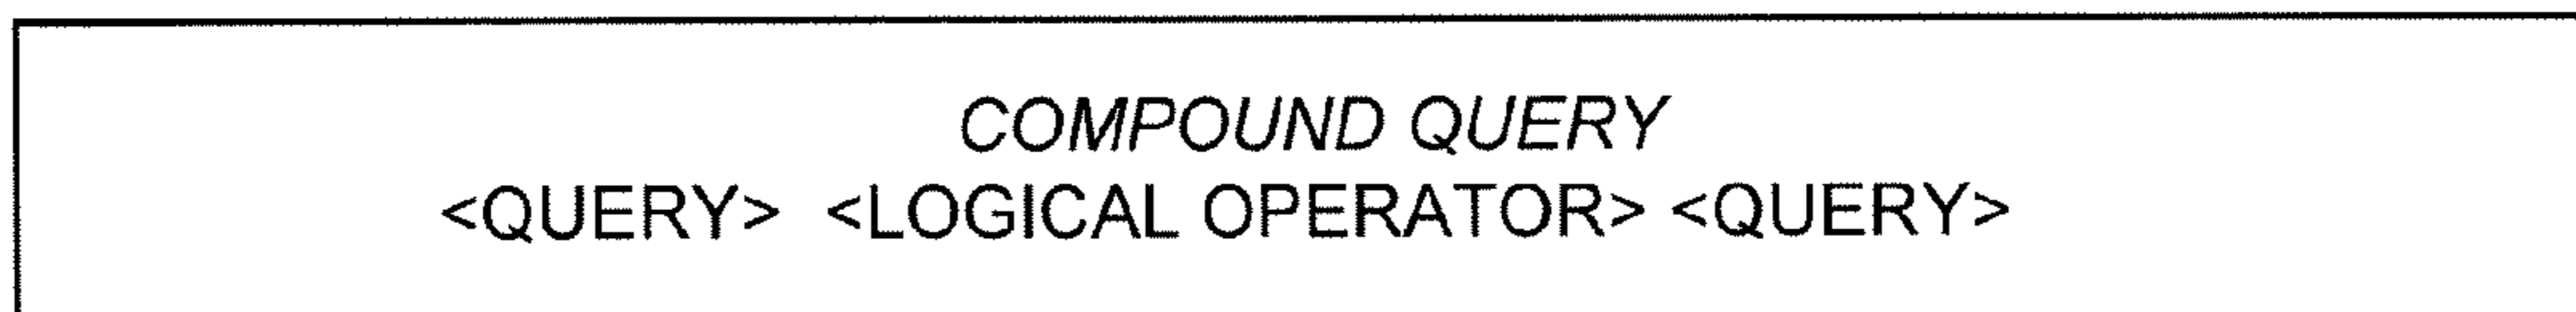 COMPOUND QUERY
<QUERY> <LOGICAL OPERATOR> <QUERY>